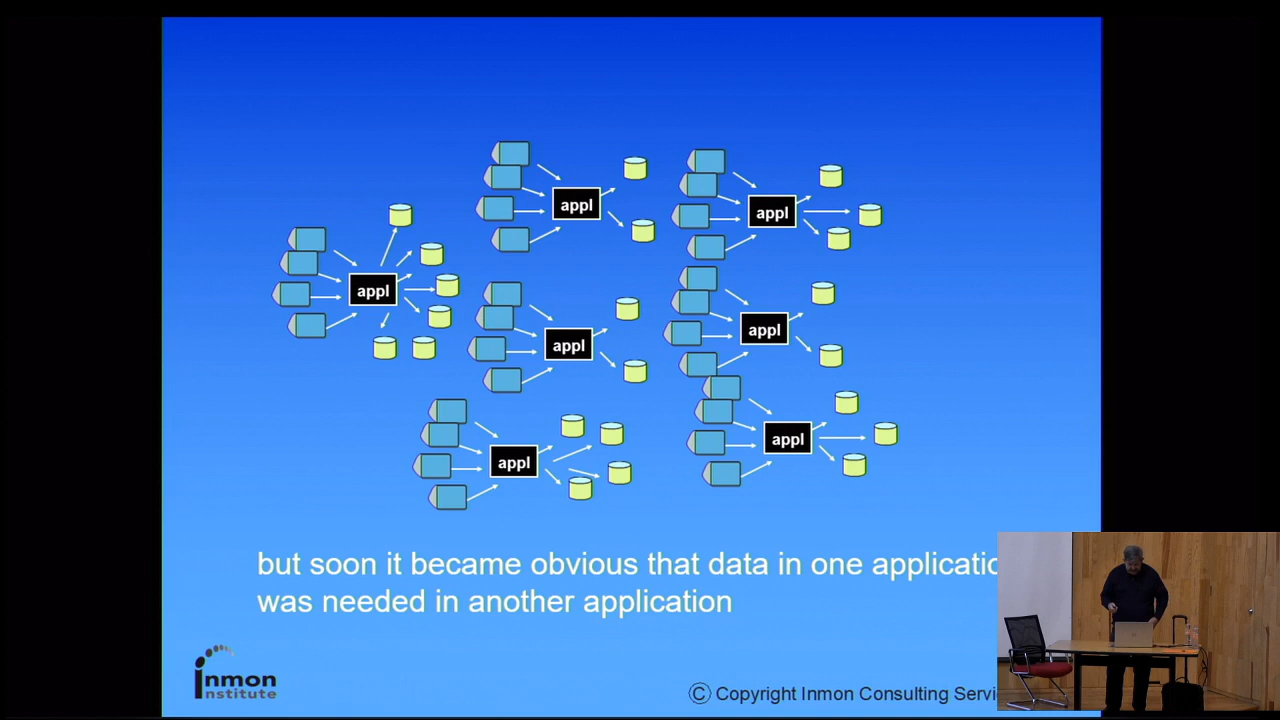 appl
appl
appl
appl
appl
appl
appl
but soon it became obvious that data in one applicatio
was needed in another application
Inmon
Institute
Ⓒ Copyright Inmon Consulting Servi